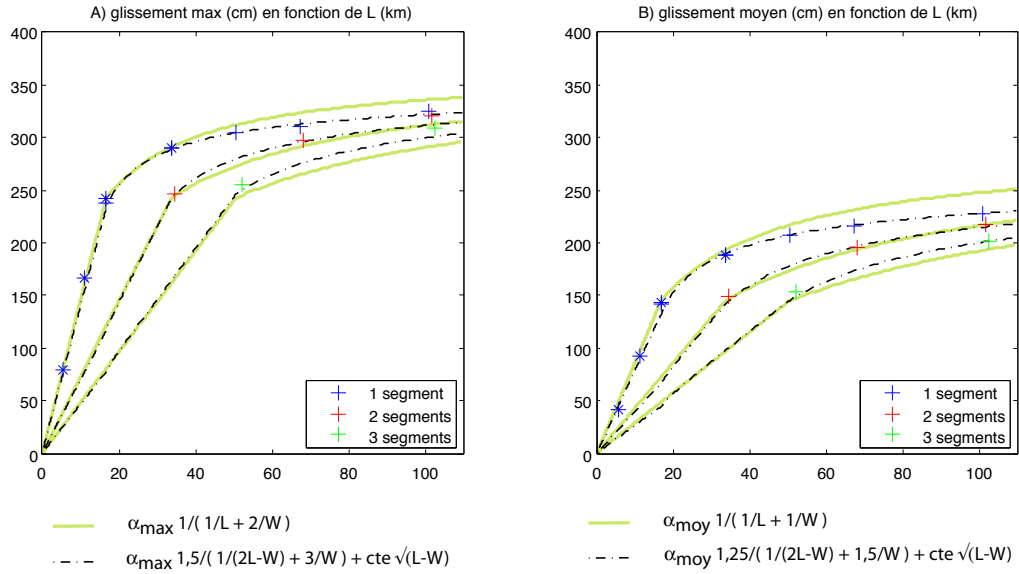 A) glissement max (cm) en fonction de L (km)
400
350
300
250
200
150
100
50
0
0 20 40 60 80 100
1 segment
2 segments
3 segments
αmax 1/( 1/L + 2/W )
αmax 1,5/( 1/(2L-W) + 3/W ) + cte √(L-W)
B) glissement moyen (cm) en fonction de L (km)
400
350
300
250
200
150
100
50
0
0 20 40 60 80 100
1 segment
2 segments
3 segments
αmoy 1/( 1/L + 1/W )
αmoy 1,25/( 1/(2L-W) + 1,5/W ) + cte √(L-W)